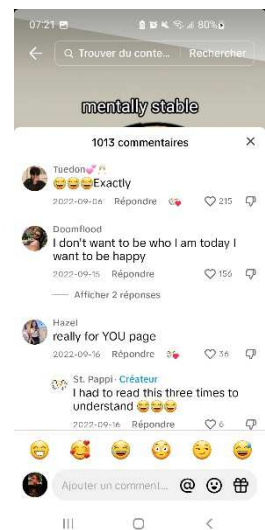 07:21 80%
Trouver du conte... Rechercher
mentally stable
1013 commentaires
Tuedon
Exactly
2022-09-06 Répondre 215
Doomflood
I don't want to be who I am today I
want to be happy
2022-09-15 Répondre 156
Afficher 2 réponses
Hazel
really for YOU page
2022-09-16 Répondre 36
St. Pappi · Créateur
I had to read this three times to
understand
2022-09-16 Répondre 6
Ajouter un comment... @